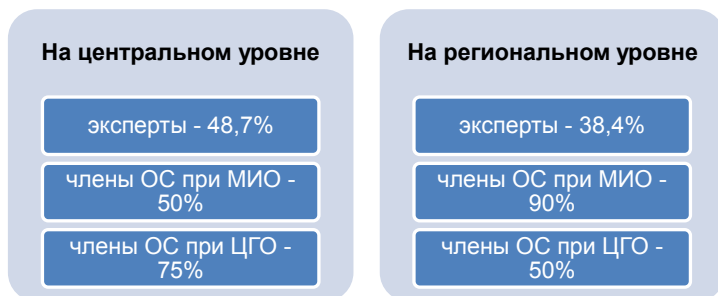 На центральном уровне
эксперты - 48,7%
члены ОС при МИО -
50%
члены ОС при ЦГО -
75%
На региональном уровне
эксперты - 38,4%
члены ОС при МИО -
90%
члены ОС при ЦГО -
50%